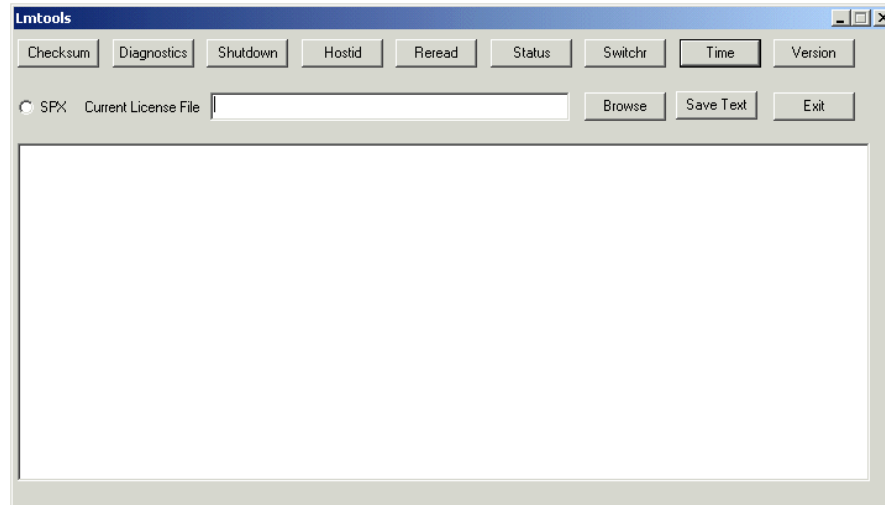 Lmtools
Checksum Diagnostics Shutdown Hostid Reread Status Switchr Time Version
SPX Current License File Browse Save Text Exit